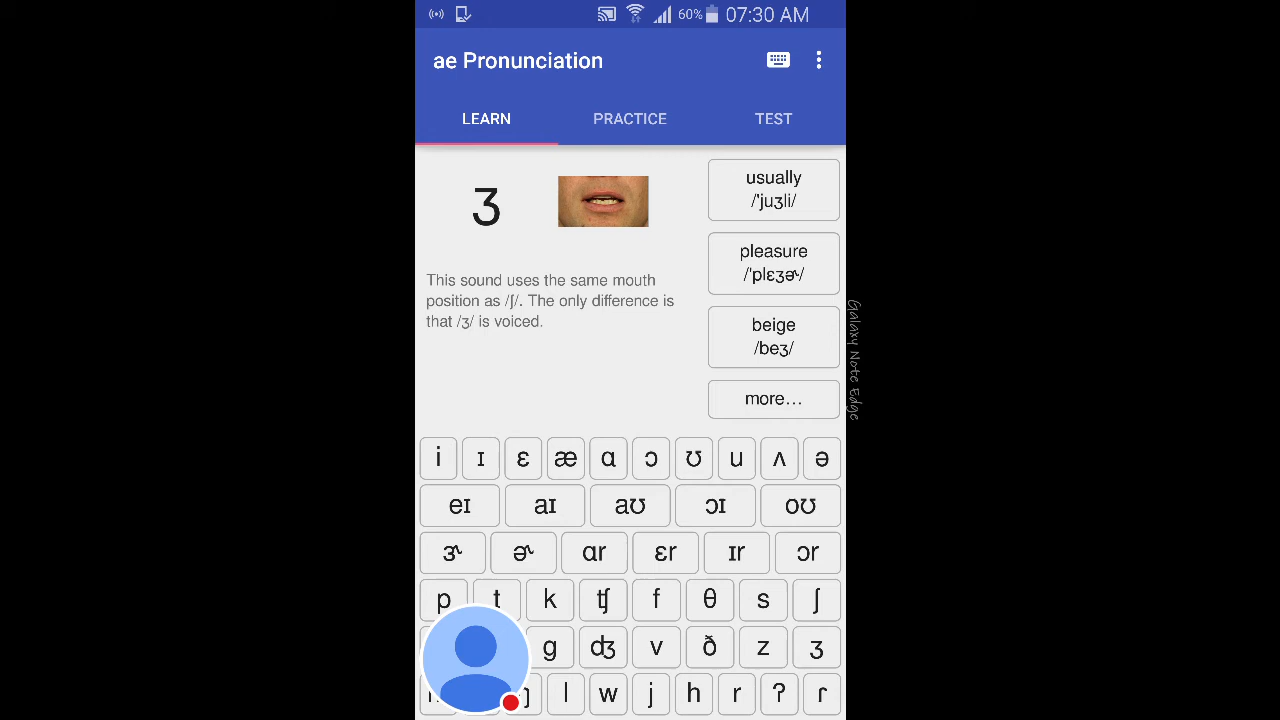 60% 07:30 AM
ae Pronunciation
LEARN PRACTICE TEST
ʒ
This sound uses the same mouth
position as /ʃ/. The only difference is
that /ʒ/ is voiced.
usually
/ˈjuʒli/
pleasure
/ˈplɛʒɚ/
beige
/beʒ/
more...
Galaxy Note Edge
i ɪ ɛ æ ɑ ɔ ʊ u ʌ ə
eɪ aɪ aʊ ɔɪ oʊ
ɝ ɚ ɑr ɛr ɪr ɔr
p t k ʧ f θ s ʃ
g ʤ v ð z ʒ
l w j h r ʔ ɾ